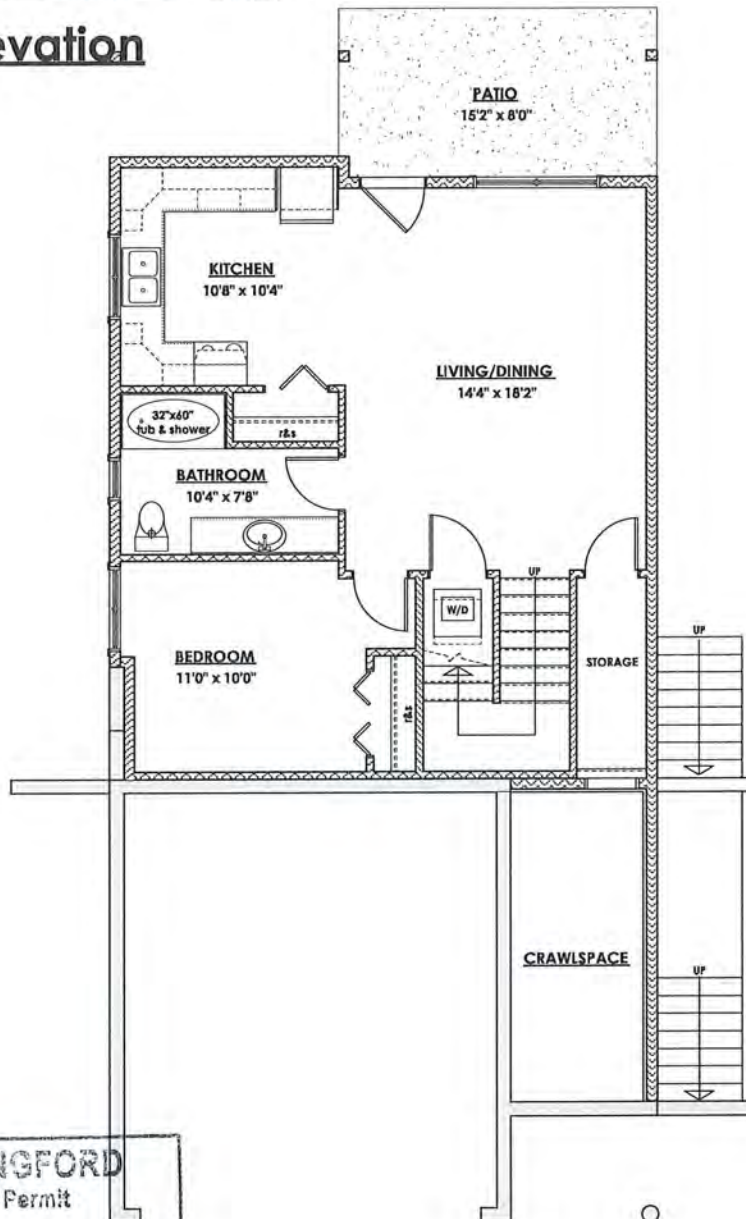 evation
PATIO
15'2" x 8'0"
KITCHEN
10'8" x 10'4"
LIVING/DINING
14'4" x 18'2"
32"x60"
tub & shower
r&s
BATHROOM
10'4" x 7'8"
UP
W/D
BEDROOM
11'0" x 10'0"
r&s
STORAGE
UP
CRAWLSPACE
UP
NGFORD
Permit